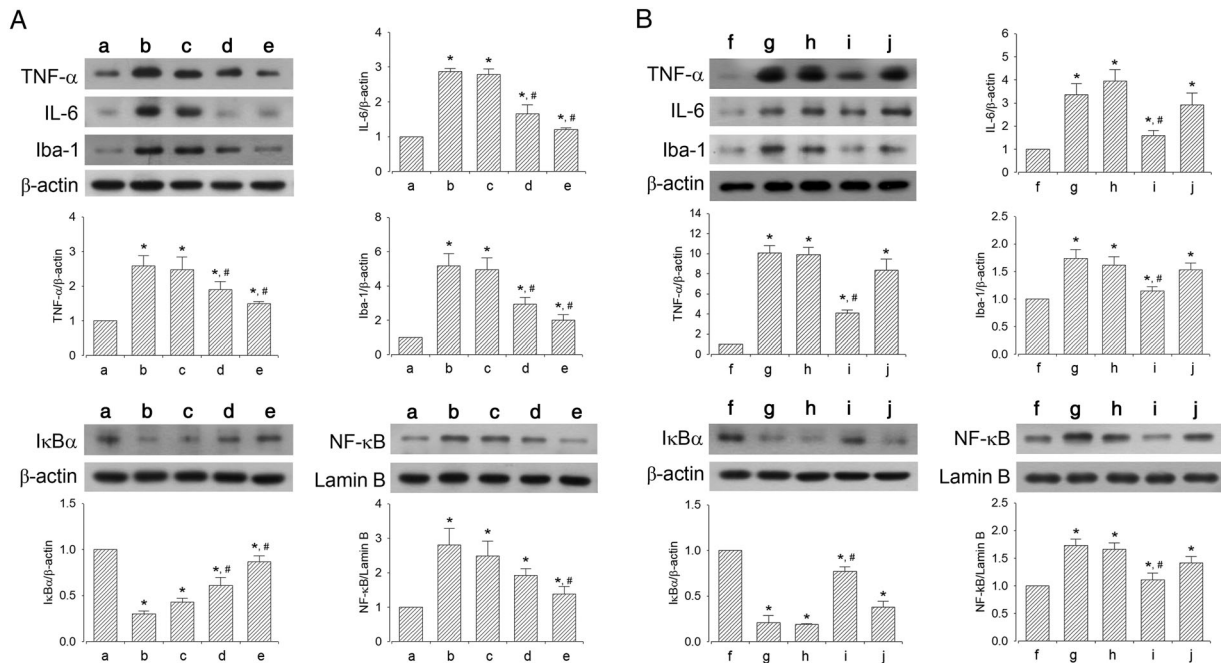 A
a b c d e
TNF-α
IL-6
Iba-1
β-actin
IL-6/β-actin
4
3
2
1
0
* * *, # *, #
a b c d e
TNF-α/β-actin
4
3
2
1
0
* * *, # *, #
a b c d e
Iba-1/β-actin
8
6
4
2
0
* * *, # *, #
a b c d e
a b c d e
IκBα
β-actin
IκBα/β-actin
1.5
1.0
0.5
0.0
* * *, # *, #
a b c d e
a b c d e
NF-κB
Lamin B
NF-κB/Lamin B
4
3
2
1
0
* * * *, #
a b c d e
B
f g h i j
TNF-α
IL-6
Iba-1
β-actin
IL-6/β-actin
6
5
4
3
2
1
0
* * *, # *
f g h i j
TNF-α/β-actin
14
12
10
8
6
4
2
0
* * *, # *
f g h i j
Iba-1/β-actin
2.5
2.0
1.5
1.0
0.5
0.0
* * *, # *
f g h i j
f g h i j
IκBα
β-actin
IκBα/β-actin
1.5
1.0
0.5
0.0
* * *, # *
f g h i j
f g h i j
NF-κB
Lamin B
NF-kB/Lamin B
2.5
2.0
1.5
1.0
0.5
0.0
* * *, # *
f g h i j